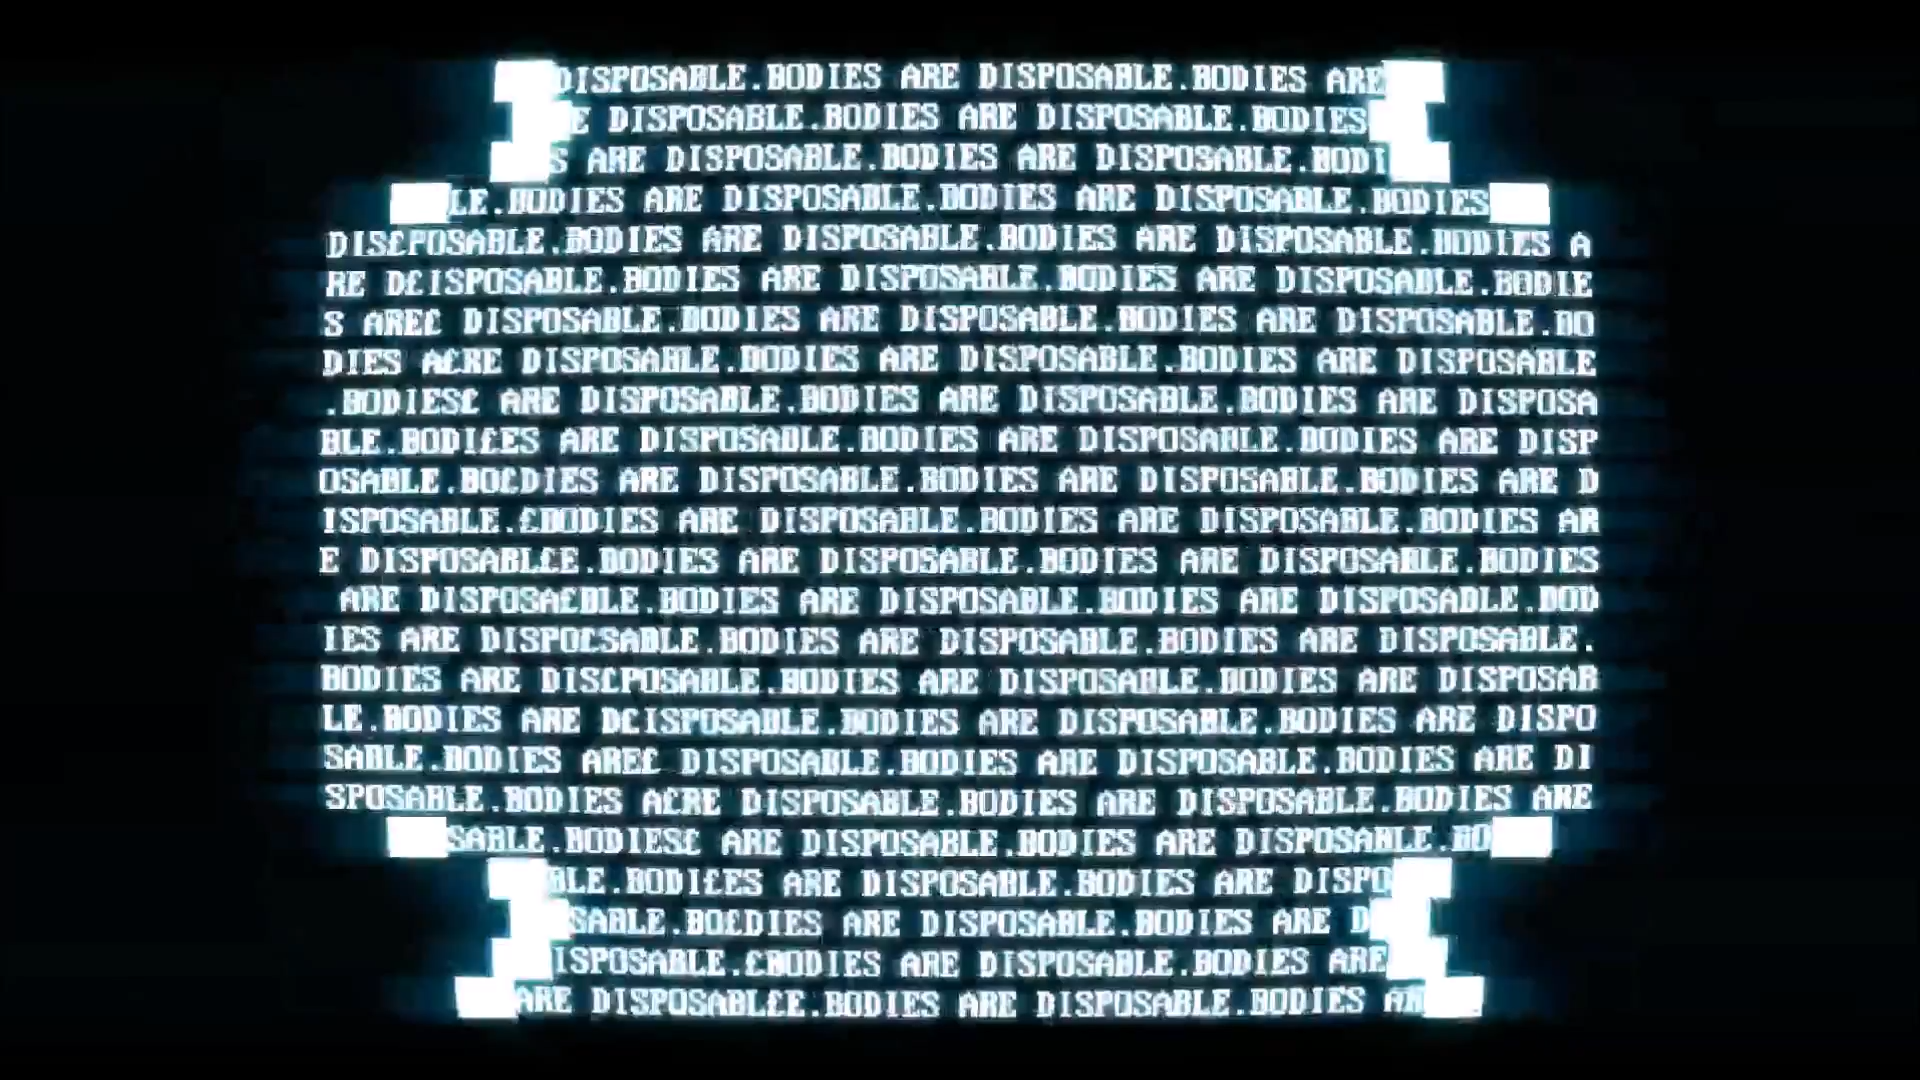 DISPOSABLE.BODIES ARE DISPOSABLE.BODIES ARE
E DISPOSABLE.BODIES ARE DISPOSABLE.BODIES
S ARE DISPOSABLE.BODIES ARE DISPOSABLE.BODI
LE.BODIES ARE DISPOSABLE.BODIES ARE DISPOSABLE.BODIES
DIS£POSABLE.BODIES ARE DISPOSABLE.BODIES ARE DISPOSABLE.BODIES A
RE D£ISPOSABLE.BODIES ARE DISPOSABLE.BODIES ARE DISPOSABLE.BODIE
S ARE£ DISPOSABLE.BODIES ARE DISPOSABLE.BODIES ARE DISPOSABLE.BO
DIES A£RE DISPOSABLE.BODIES ARE DISPOSABLE.BODIES ARE DISPOSABLE
.BODIES£ ARE DISPOSABLE.BODIES ARE DISPOSABLE.BODIES ARE DISPOSA
BLE.BODI£ES ARE DISPOSABLE.BODIES ARE DISPOSABLE.BODIES ARE DISP
OSABLE.BO£DIES ARE DISPOSABLE.BODIES ARE DISPOSABLE.BODIES ARE D
ISPOSABLE.£BODIES ARE DISPOSABLE.BODIES ARE DISPOSABLE.BODIES AR
E DISPOSABL£E.BODIES ARE DISPOSABLE.BODIES ARE DISPOSABLE.BODIES
ARE DISPOSA£BLE.BODIES ARE DISPOSABLE.BODIES ARE DISPOSABLE.BOD
IES ARE DISPO£SABLE.BODIES ARE DISPOSABLE.BODIES ARE DISPOSABLE.
BODIES ARE DIS£POSABLE.BODIES ARE DISPOSABLE.BODIES ARE DISPOSAB
LE.BODIES ARE D£ISPOSABLE.BODIES ARE DISPOSABLE.BODIES ARE DISPO
SABLE.BODIES ARE£ DISPOSABLE.BODIES ARE DISPOSABLE.BODIES ARE DI
SPOSABLE.BODIES A£RE DISPOSABLE.BODIES ARE DISPOSABLE.BODIES ARE
SABLE.BODIES£ ARE DISPOSABLE.BODIES ARE DISPOSABLE.BO
BLE.BODI£ES ARE DISPOSABLE.BODIES ARE DISPO
SABLE.BO£DIES ARE DISPOSABLE.BODIES ARE D
ISPOSABLE.£BODIES ARE DISPOSABLE.BODIES ARE
ARE DISPOSABL£E.BODIES ARE DISPOSABLE.BODIES AR